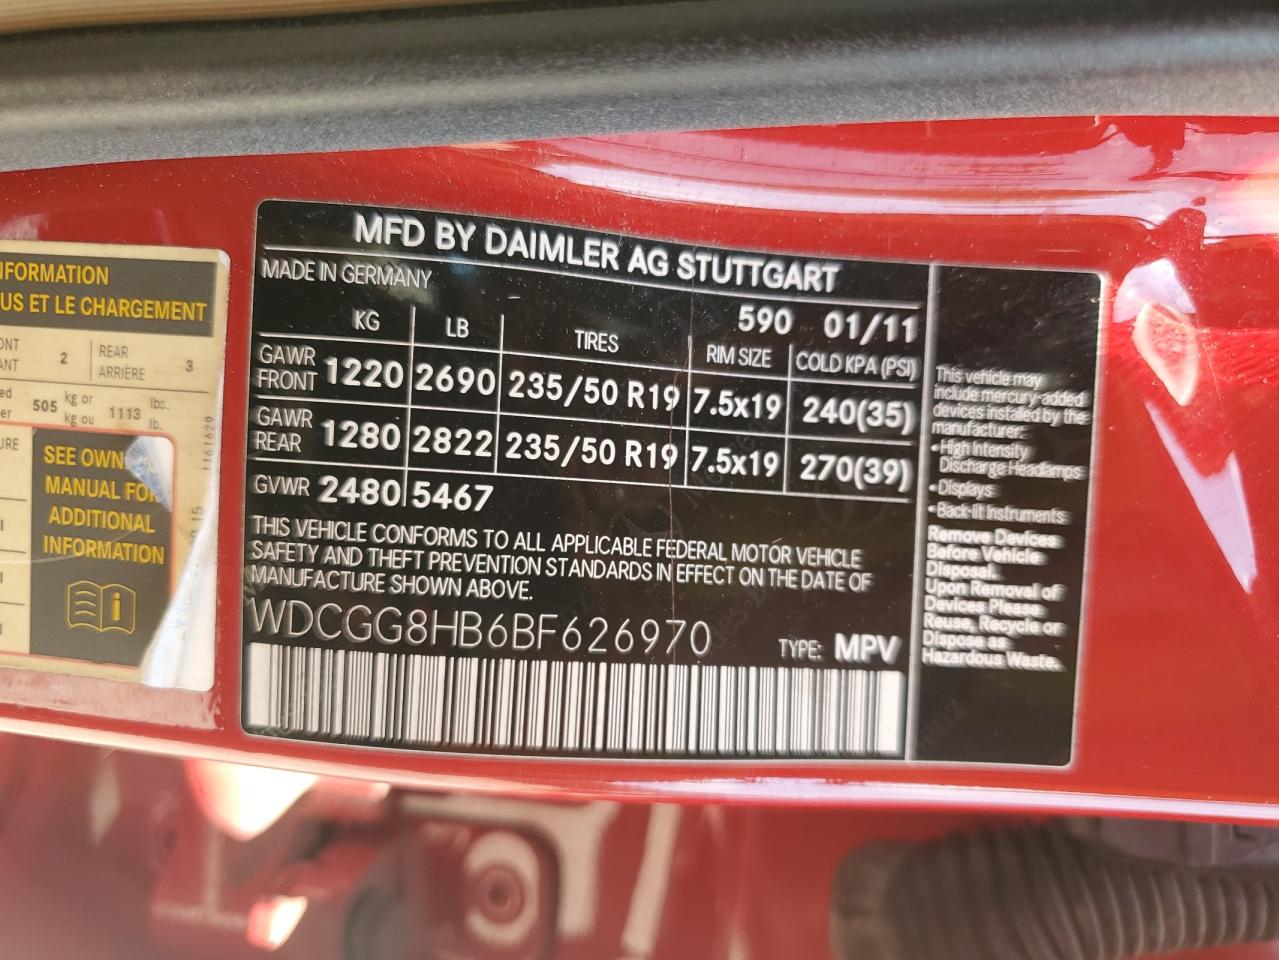 NFORMATION
US ET LE CHARGEMENT
ONT
ANT
2
REAR
ARRIÈRE
3
505
kg or
kg ou
1113
lbs.
lb.
1161629
SEE OWN
MANUAL FOR
ADDITIONAL
INFORMATION
MFD BY DAIMLER AG STUTTGART
MADE IN GERMANY
590 01/11
KG LB TIRES RIM SIZE COLD KPA (PSI)
GAWR FRONT 1220 2690 235/50 R19 7.5x19 240(35)
GAWR REAR 1280 2822 235/50 R19 7.5x19 270(39)
GVWR 2480 5467
THIS VEHICLE CONFORMS TO ALL APPLICABLE FEDERAL MOTOR VEHICLE
SAFETY AND THEFT PREVENTION STANDARDS IN EFFECT ON THE DATE OF
MANUFACTURE SHOWN ABOVE.
WDCGG8HB6BF626970
TYPE: MPV
This vehicle may
include mercury-added
devices installed by the
manufacturer:
• High Intensity
Discharge Headlamps
• Displays
• Back-lit Instruments
Remove Devices
Before Vehicle
Disposal.
Upon Removal of
Devices Please
Reuse, Recycle or
Dispose as
Hazardous Waste.